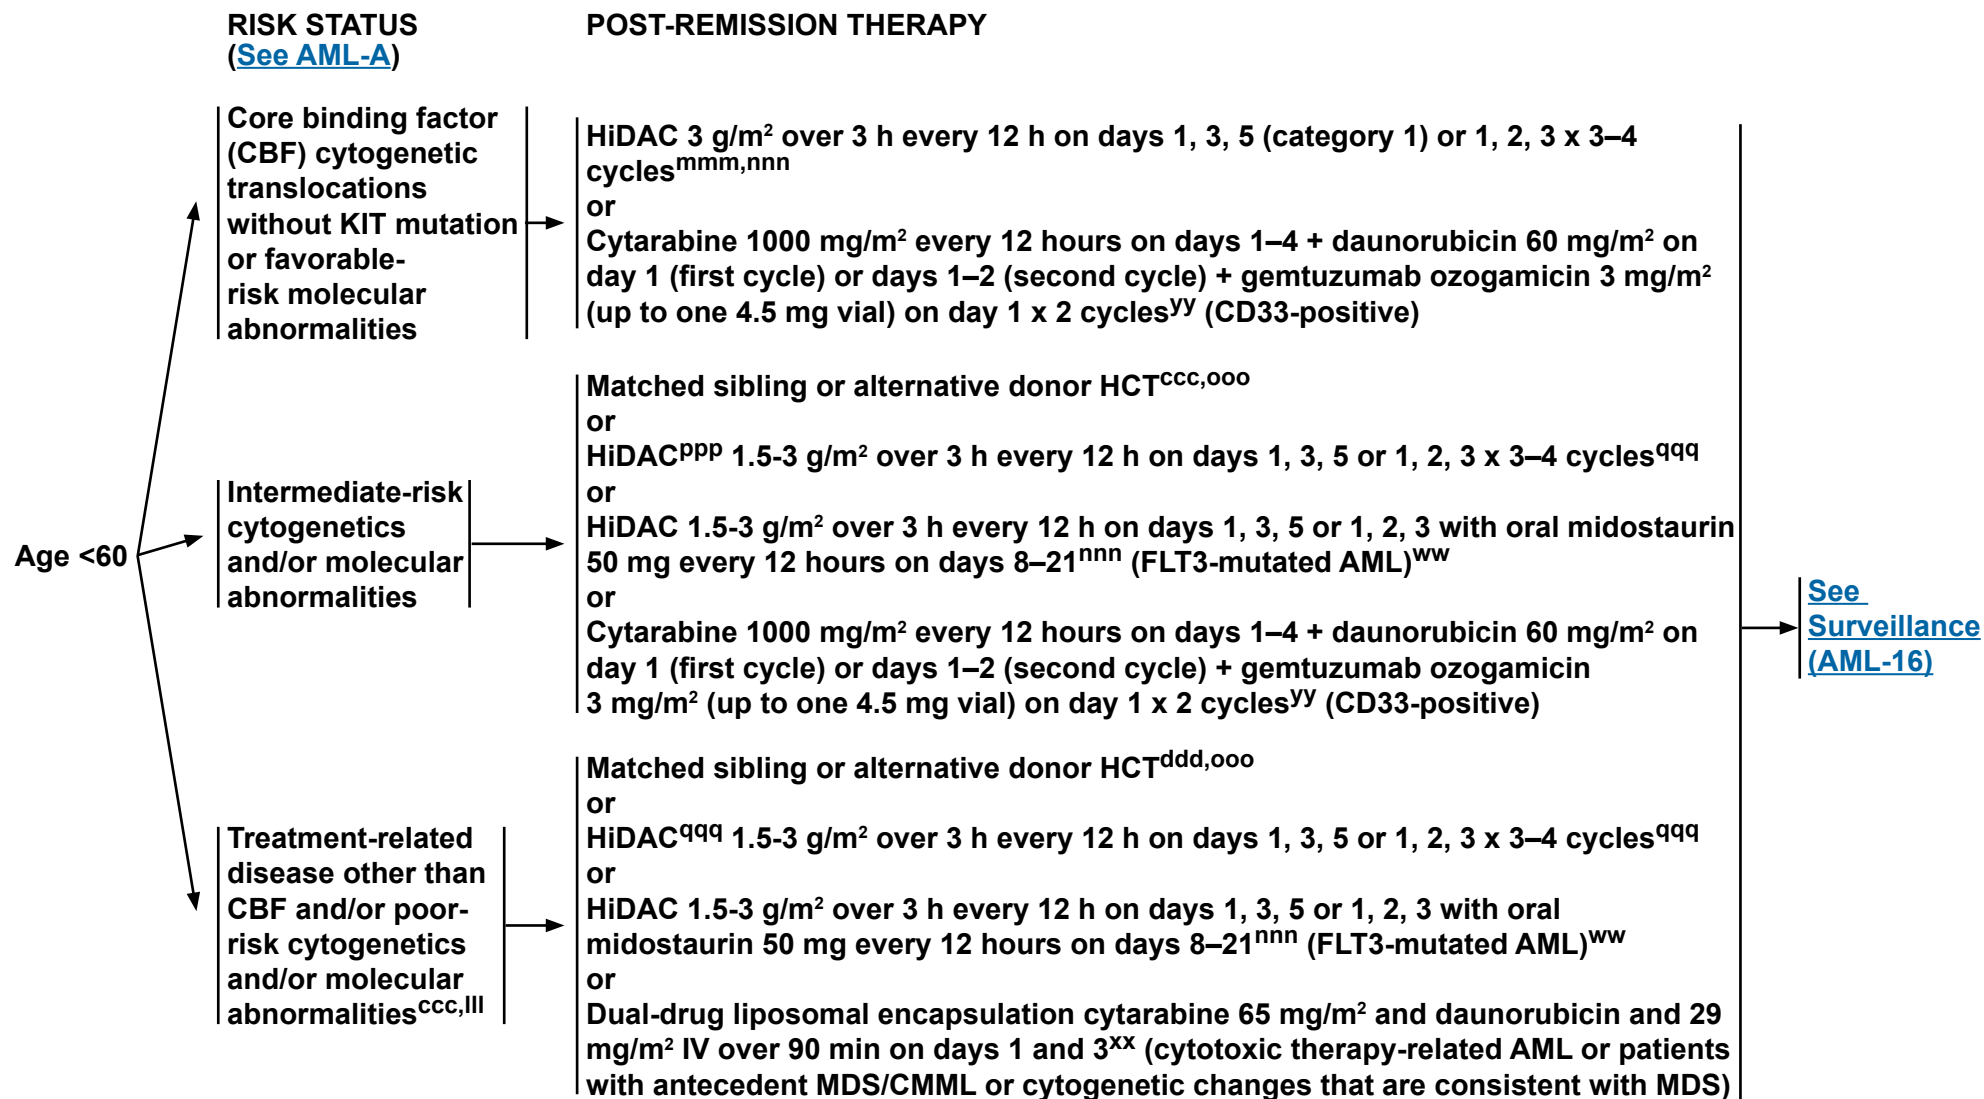 RISK STATUS
(See AML-A)
POST-REMISSION THERAPY
Age <60
Core binding factor
(CBF) cytogenetic
translocations
without KIT mutation
or favorable-
risk molecular
abnormalities
HiDAC 3 g/m² over 3 h every 12 h on days 1, 3, 5 (category 1) or 1, 2, 3 x 3–4
cyclesmmm,nnn
or
Cytarabine 1000 mg/m² every 12 hours on days 1–4 + daunorubicin 60 mg/m² on
day 1 (first cycle) or days 1–2 (second cycle) + gemtuzumab ozogamicin 3 mg/m²
(up to one 4.5 mg vial) on day 1 x 2 cyclesyy (CD33-positive)
Intermediate-risk
cytogenetics
and/or molecular
abnormalities
Matched sibling or alternative donor HCTccc,ooo
or
HiDACppp 1.5-3 g/m² over 3 h every 12 h on days 1, 3, 5 or 1, 2, 3 x 3–4 cyclesqqq
or
HiDAC 1.5-3 g/m² over 3 h every 12 h on days 1, 3, 5 or 1, 2, 3 with oral midostaurin
50 mg every 12 hours on days 8–21nnn (FLT3-mutated AML)ww
or
Cytarabine 1000 mg/m² every 12 hours on days 1–4 + daunorubicin 60 mg/m² on
day 1 (first cycle) or days 1–2 (second cycle) + gemtuzumab ozogamicin
3 mg/m² (up to one 4.5 mg vial) on day 1 x 2 cyclesyy (CD33-positive)
Treatment-related
disease other than
CBF and/or poor-
risk cytogenetics
and/or molecular
abnormalitiesccc,lll
Matched sibling or alternative donor HCTddd,ooo
or
HiDACqqq 1.5-3 g/m² over 3 h every 12 h on days 1, 3, 5 or 1, 2, 3 x 3–4 cyclesqqq
or
HiDAC 1.5-3 g/m² over 3 h every 12 h on days 1, 3, 5 or 1, 2, 3 with oral
midostaurin 50 mg every 12 hours on days 8–21nnn (FLT3-mutated AML)ww
or
Dual-drug liposomal encapsulation cytarabine 65 mg/m² and daunorubicin and 29
mg/m² IV over 90 min on days 1 and 3xx (cytotoxic therapy-related AML or patients
with antecedent MDS/CMML or cytogenetic changes that are consistent with MDS)
See
Surveillance
(AML-16)